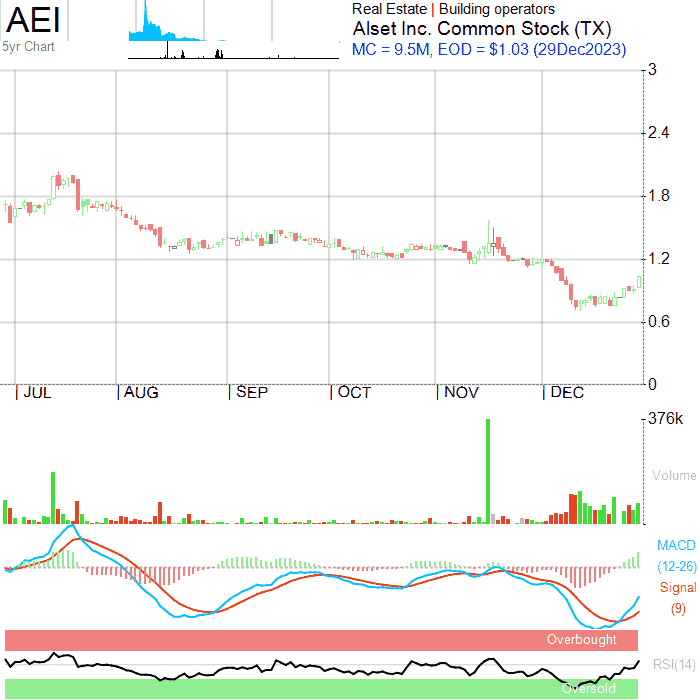 AEI
5yr Chart
Real Estate | Building operators
Alset Inc. Common Stock (TX)
MC = 9.5M, EOD = $1.03 (29Dec2023)
3
2.4
1.8
1.2
0.6
0
JUL AUG SEP OCT NOV DEC
376k
Volume
MACD
(12-26)
Signal
(9)
Overbought
RSI(14)
Oversold